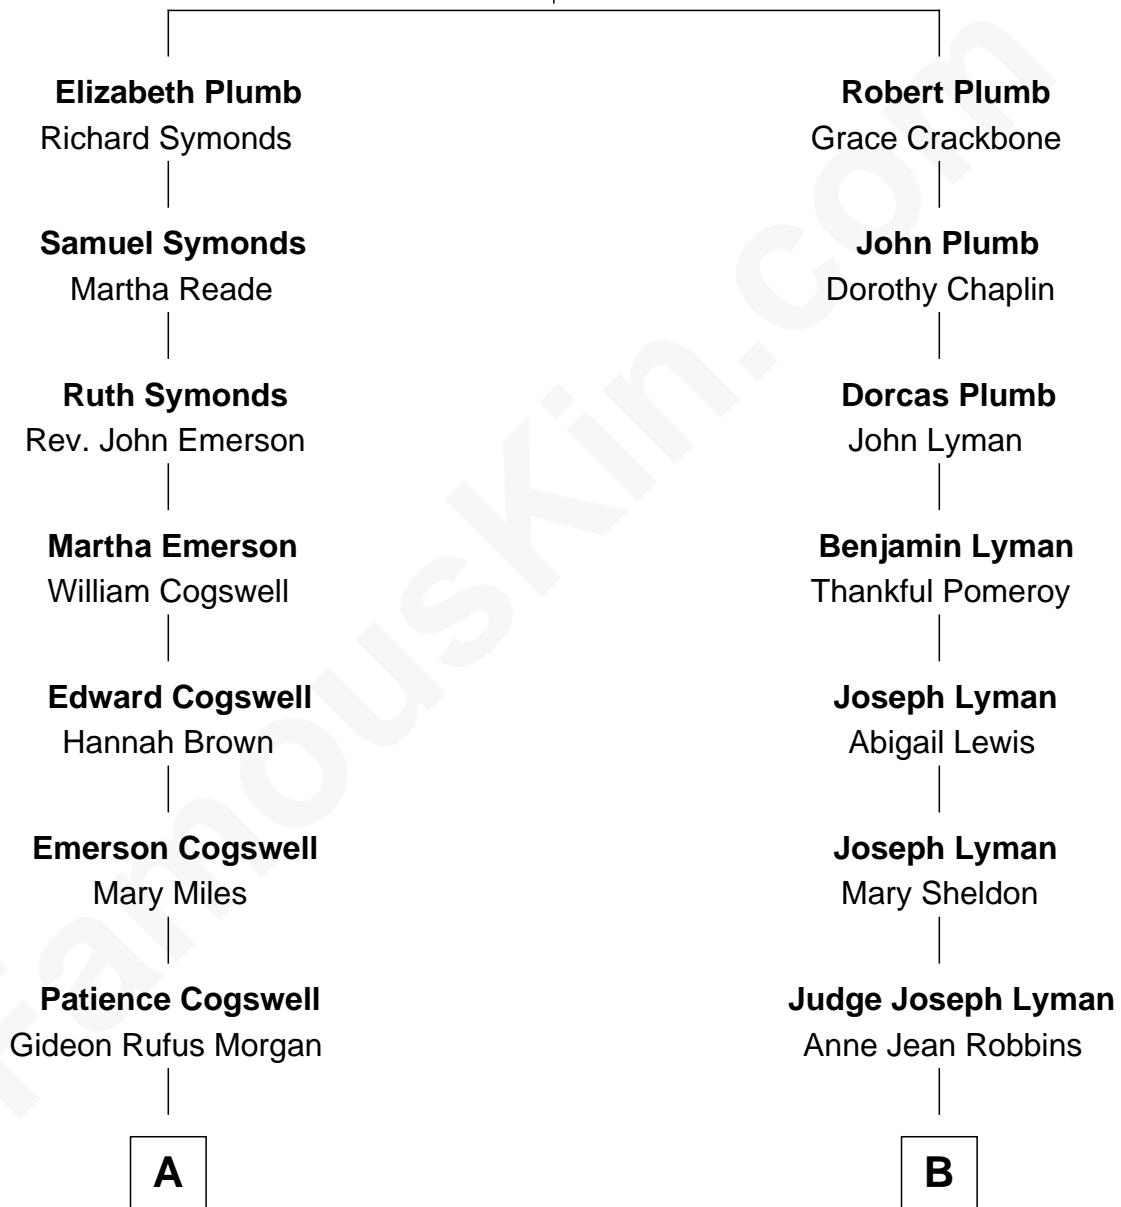 Elizabeth Plumb
Richard Symonds
Samuel Symonds
Martha Reade
Ruth Symonds
Rev. John Emerson
Martha Emerson
William Cogswell
Edward Cogswell
Hannah Brown
Emerson Cogswell
Mary Miles
Patience Cogswell
Gideon Rufus Morgan
A
Robert Plumb
Grace Crackbone
John Plumb
Dorothy Chaplin
Dorcas Plumb
John Lyman
Benjamin Lyman
Thankful Pomeroy
Joseph Lyman
Abigail Lewis
Joseph Lyman
Mary Sheldon
Judge Joseph Lyman
Anne Jean Robbins
B
FamousKin.com